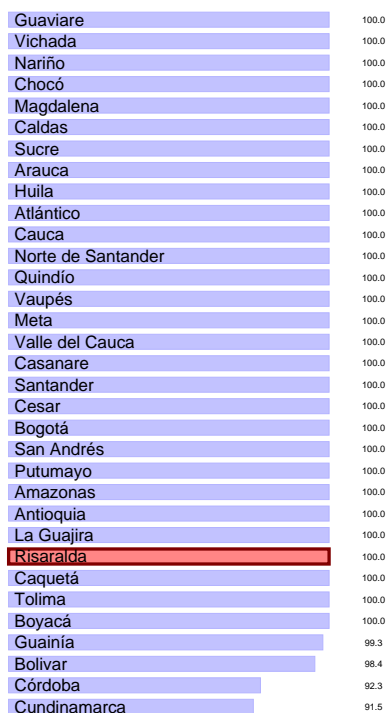 Guaviare 100.0
Vichada 100.0
Nariño 100.0
Chocó 100.0
Magdalena 100.0
Caldas 100.0
Sucre 100.0
Arauca 100.0
Huila 100.0
Atlántico 100.0
Cauca 100.0
Norte de Santander 100.0
Quindío 100.0
Vaupés 100.0
Meta 100.0
Valle del Cauca 100.0
Casanare 100.0
Santander 100.0
Cesar 100.0
Bogotá 100.0
San Andrés 100.0
Putumayo 100.0
Amazonas 100.0
Antioquia 100.0
La Guajira 100.0
Risaralda 100.0
Caquetá 100.0
Tolima 100.0
Boyacá 100.0
Guainía 99.3
Bolivar 98.4
Córdoba 92.3
Cundinamarca 91.5